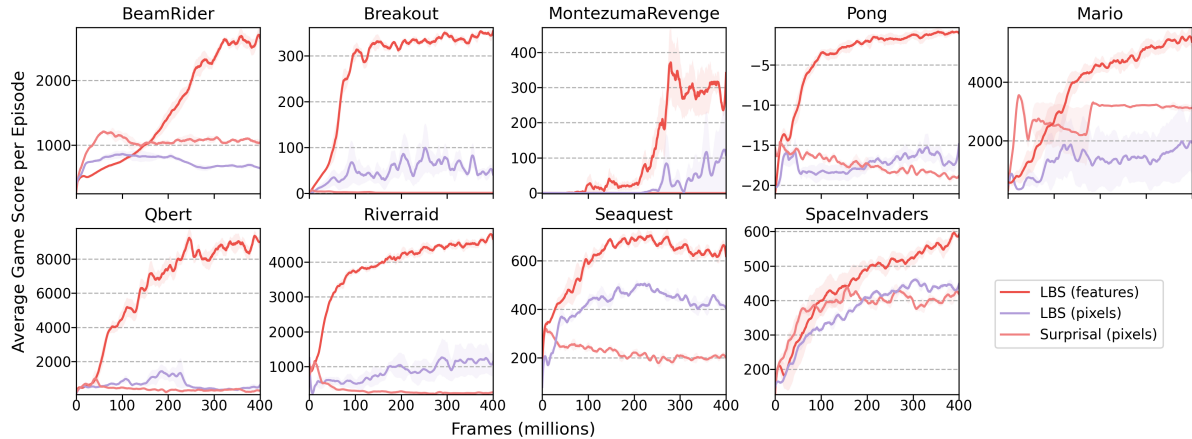 BeamRider
Breakout
MontezumaRevenge
Pong
Mario
Average Game Score per Episode
2000
1000
300
200
100
0
400
300
200
100
0
−5
−10
−15
−20
4000
2000
Qbert
Riverraid
Seaquest
SpaceInvaders
8000
6000
4000
2000
0 100 200 300 400
4000
3000
2000
1000
0 100 200 300 400
600
400
200
0 100 200 300 400
600
500
400
300
200
0 100 200 300 400
LBS (features)
LBS (pixels)
Surprisal (pixels)
Frames (millions)